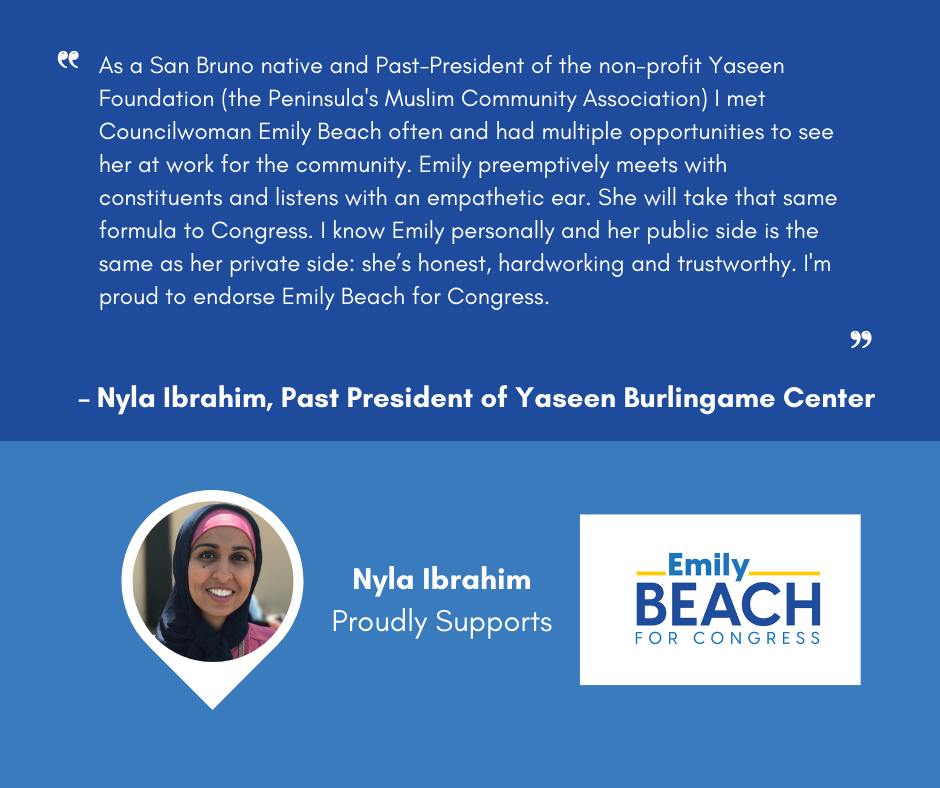 ❝ As a San Bruno native and Past-President of the non-profit Yaseen
Foundation (the Peninsula's Muslim Community Association) I met
Councilwoman Emily Beach often and had multiple opportunities to see
her at work for the community. Emily preemptively meets with
constituents and listens with an empathetic ear. She will take that same
formula to Congress. I know Emily personally and her public side is the
same as her private side: she’s honest, hardworking and trustworthy. I'm
proud to endorse Emily Beach for Congress.
❞
– Nyla Ibrahim, Past President of Yaseen Burlingame Center
Nyla Ibrahim
Proudly Supports
Emily
BEACH
FOR CONGRESS